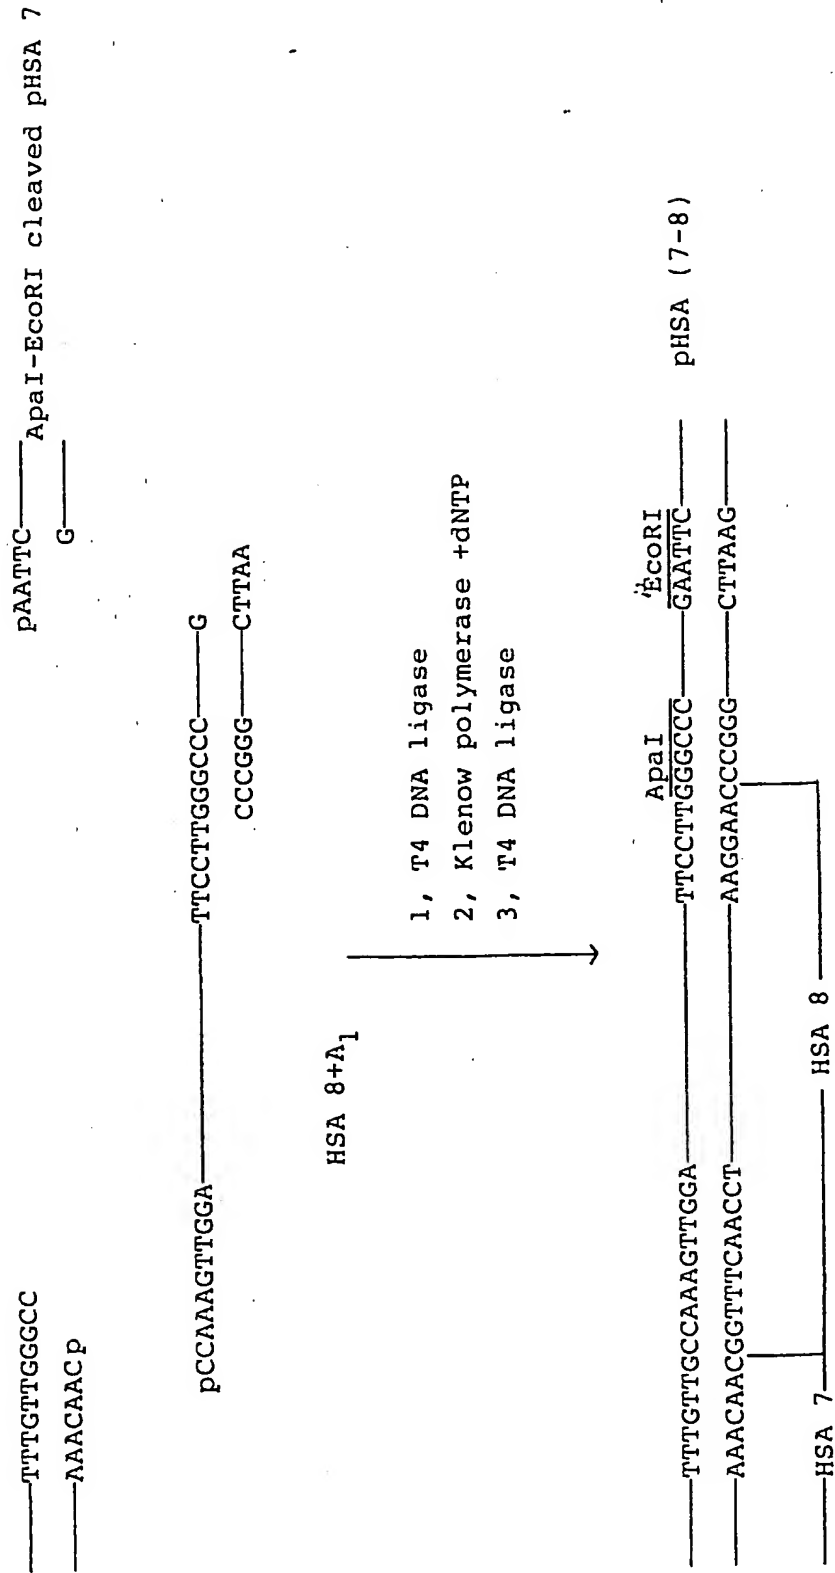 TTTGTTGGGCC pAATTC
AAACAACp G ApaI-EcoRI cleaved pHSA 7
pCCAAAGTTGGA TTCCTTGGGCCC G
CCCGGG CTTAA
HSA 8+A1
1, T4 DNA ligase
2, Klenow polymerase +dNTP
3, T4 DNA ligase
ApaI EcoRI
TTTGTTGCCAAAGTTGGA TTCCTTGGGCCC GAATTC
pHSA (7-8)
AAACAACGGTTTCAACCT AAGGAACCCGGG CTTAAG
HSA 7 HSA 8